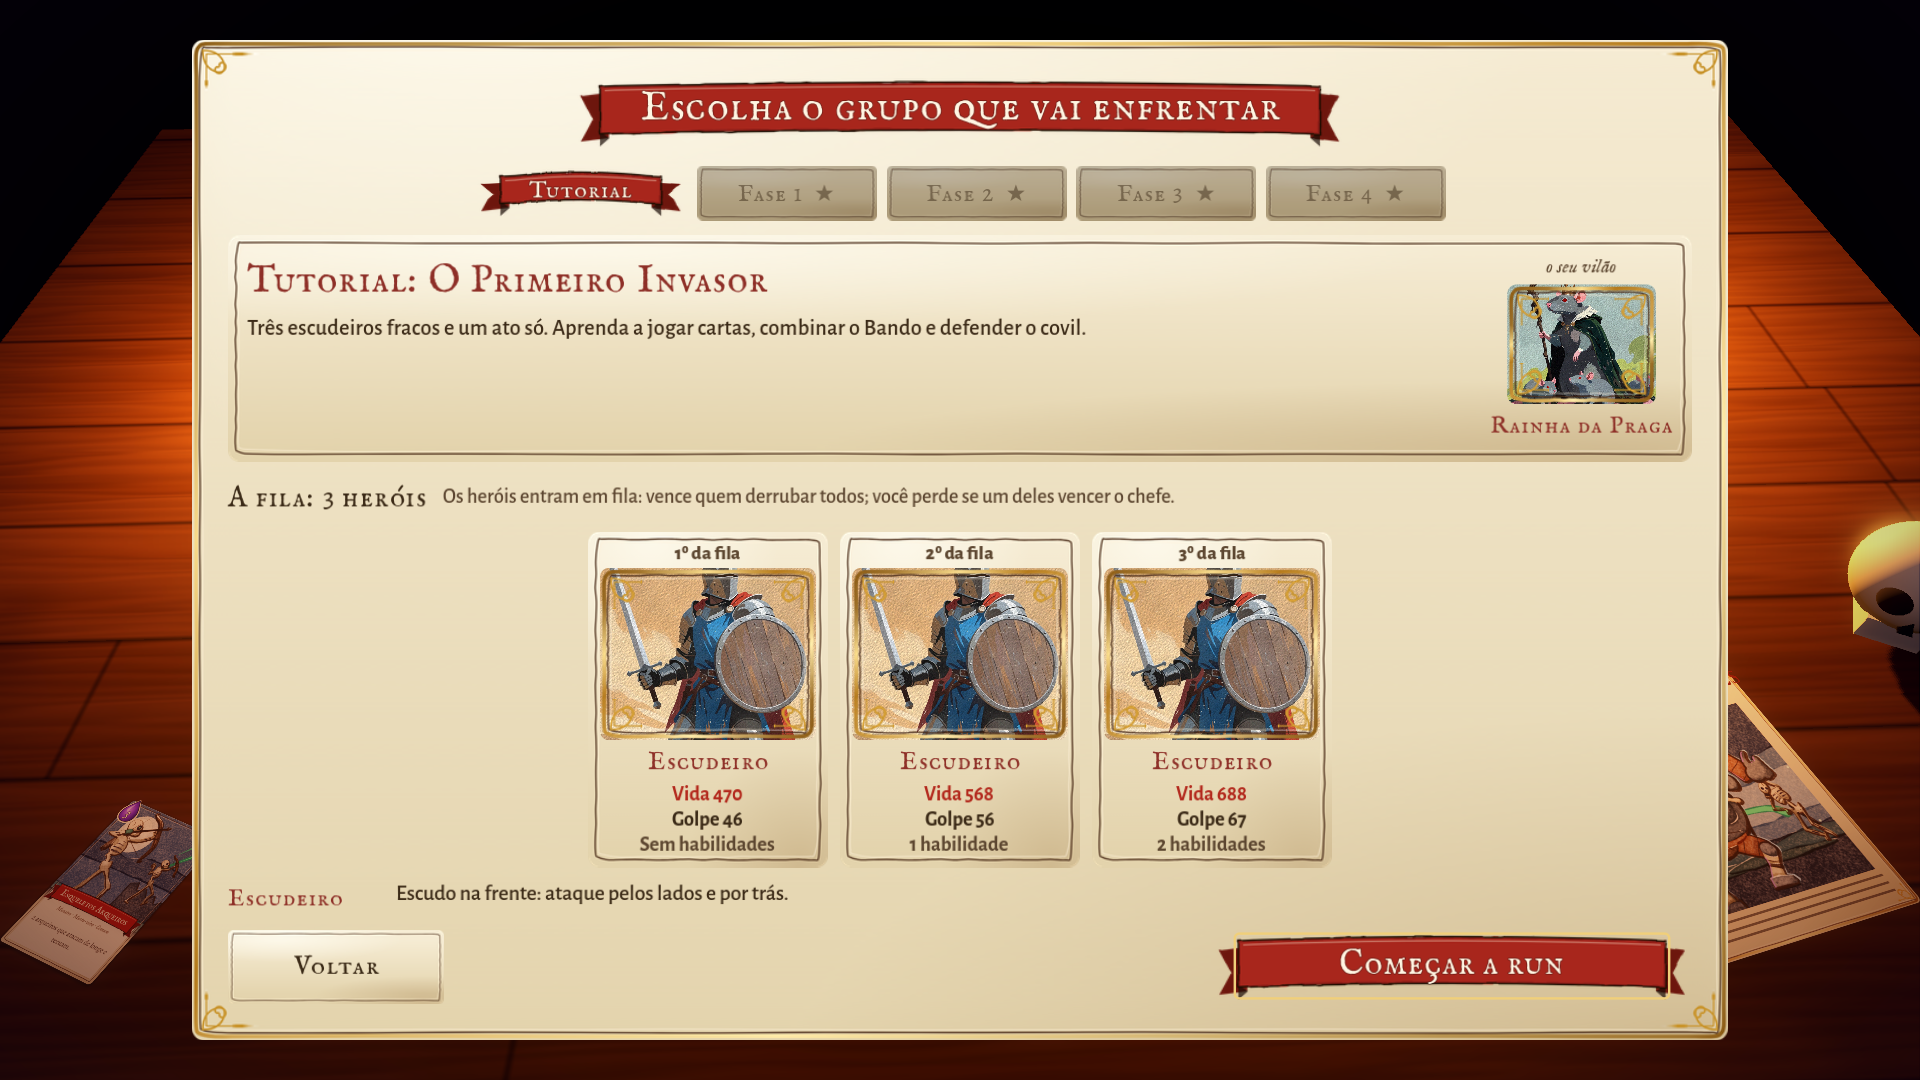 Escolha o grupo que vai enfrentar
Tutorial
Fase 1 ★
Fase 2 ★
Fase 3 ★
Fase 4 ★
Tutorial: O Primeiro Invasor
Três escudeiros fracos e um ato só. Aprenda a jogar cartas, combinar o Bando e defender o covil.
o seu vilão
Rainha da Praga
A fila: 3 heróis
Os heróis entram em fila: vence quem derrubar todos; você perde se um deles vencer o chefe.
1º da fila
Escudeiro
Vida 470
Golpe 46
Sem habilidades
2º da fila
Escudeiro
Vida 568
Golpe 56
1 habilidade
3º da fila
Escudeiro
Vida 688
Golpe 67
2 habilidades
Escudeiro
Escudo na frente: ataque pelos lados e por trás.
Voltar
Começar a run
Esqueletos Arqueiros